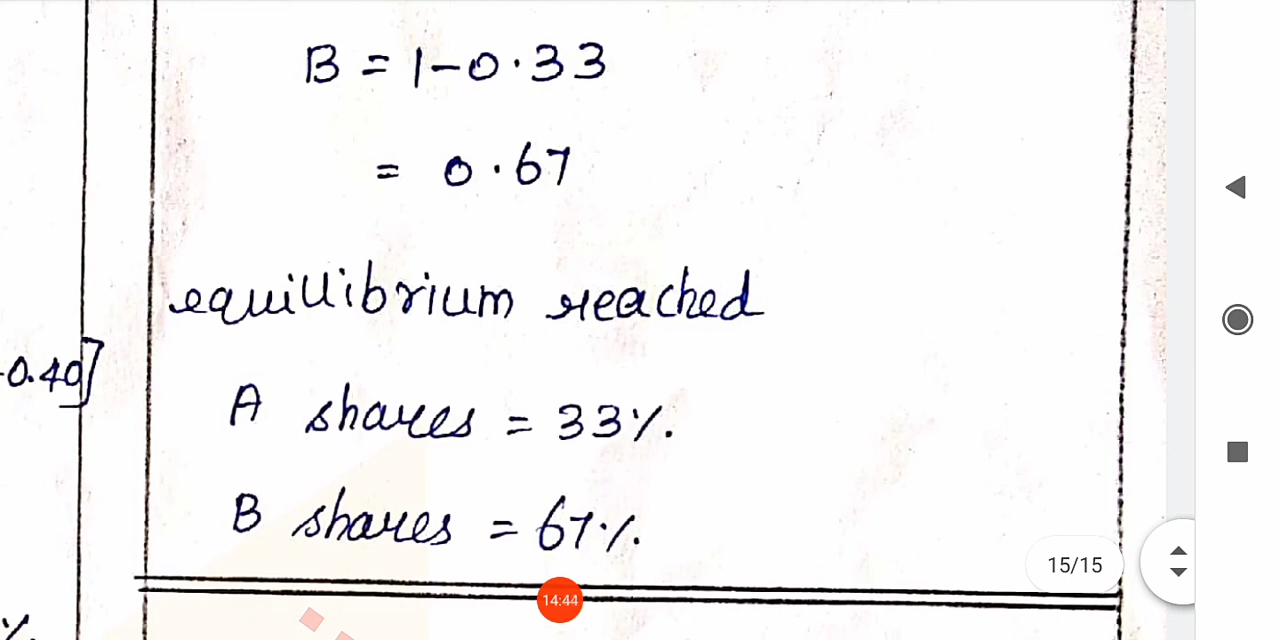 B = 1-0.33
= 0.67
equillibrium reached
-0.40]
A shares = 33%.
B shares = 67%.
15/15
14:44
%.